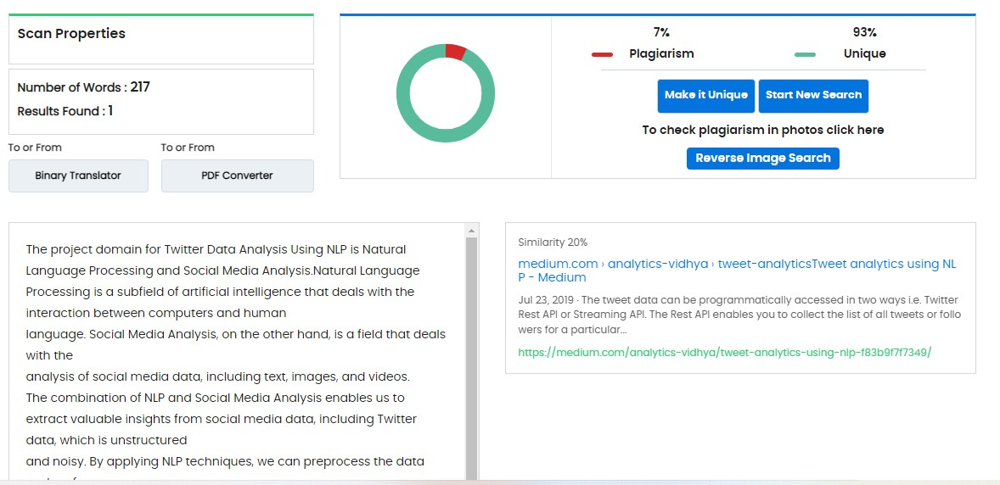 Scan Properties
Number of Words : 217
Results Found : 1
To or From
To or From
Binary Translator
PDF Converter
7%
93%
Plagiarism
Unique
Make it Unique
Start New Search
To check plagiarism in photos click here
Reverse Image Search
The project domain for Twitter Data Analysis Using NLP is Natural
Language Processing and Social Media Analysis.Natural Language
Processing is a subfield of artificial intelligence that deals with the
interaction between computers and human
language. Social Media Analysis, on the other hand, is a field that deals
with the
analysis of social media data, including text, images, and videos.
The combination of NLP and Social Media Analysis enables us to
extract valuable insights from social media data, including Twitter
data, which is unstructured
and noisy. By applying NLP techniques, we can preprocess the data
Similarity 20%
medium.com › analytics-vidhya › tweet-analyticsTweet analytics using NL
P - Medium
Jul 23, 2019 · The tweet data can be programmatically accessed in two ways i.e. Twitter
Rest API or Streaming API. The Rest API enables you to collect the list of all tweets or follo
wers for a particular...
https://medium.com/analytics-vidhya/tweet-analytics-using-nlp-f83b9f7f7349/